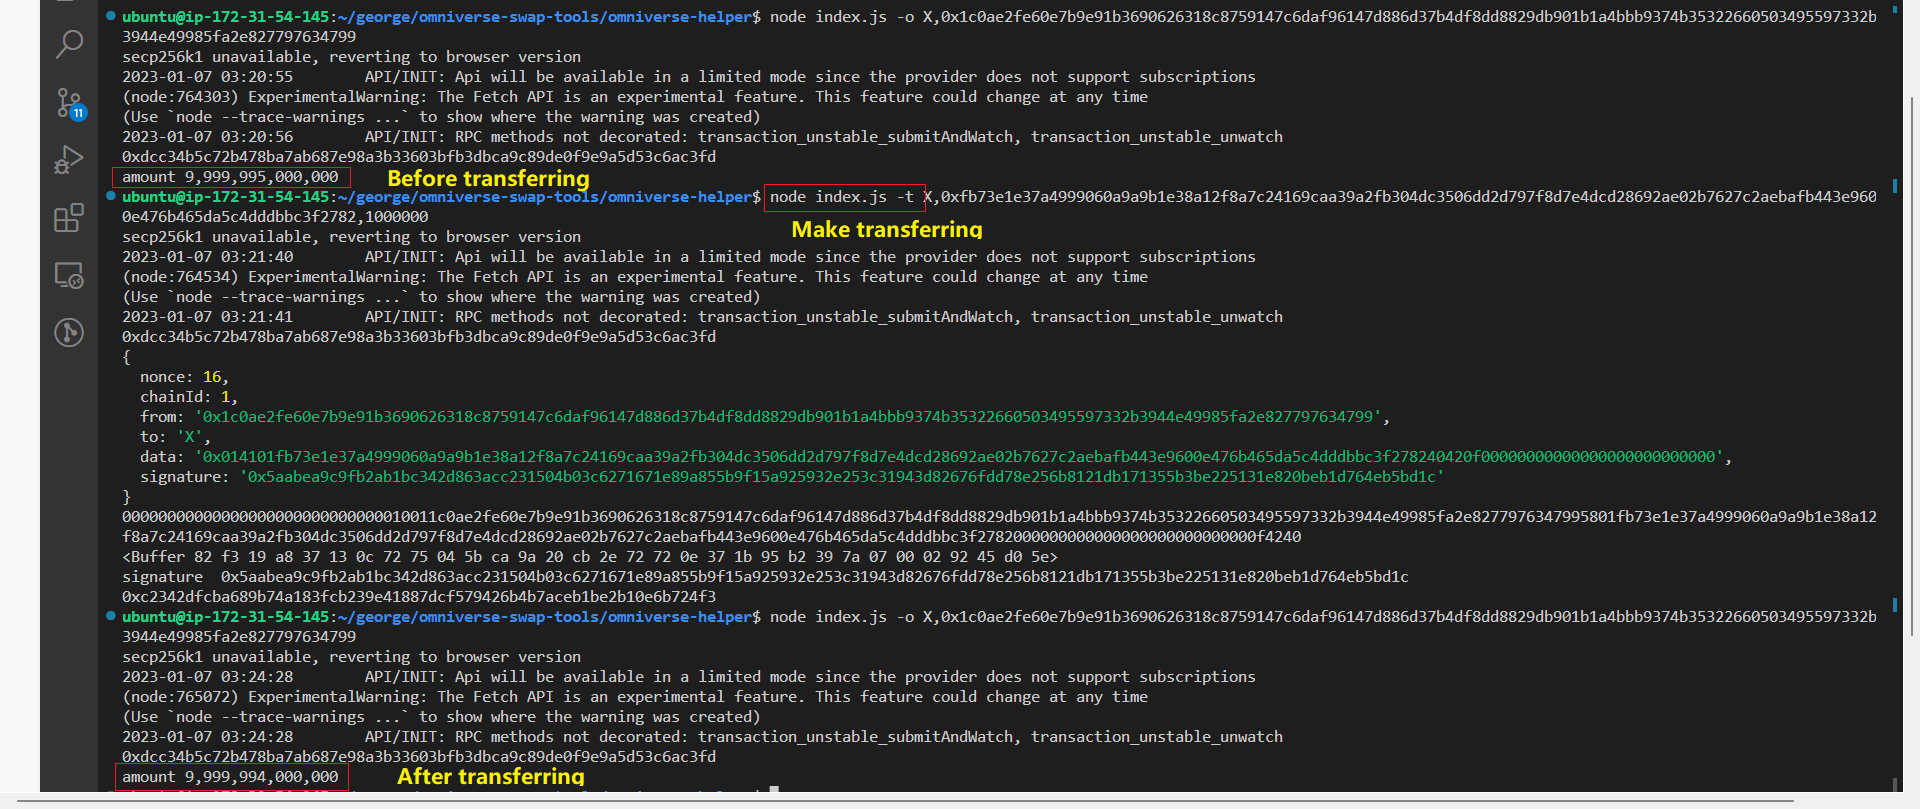 ubuntu@ip-172-31-54-145:~/george/omniverse-swap-tools/omniverse-helper$ node index.js -o X,0x1c0ae2fe60e7b9e91b3690626318c8759147c6daf96147d886d37b4df8dd8829db901b1a4bbb9374b35322660503495597332b
3944e49985fa2e827797634799
secp256k1 unavailable, reverting to browser version
2023-01-07 03:20:55        API/INIT: Api will be available in a limited mode since the provider does not support subscriptions
(node:764303) ExperimentalWarning: The Fetch API is an experimental feature. This feature could change at any time
(Use `node --trace-warnings ...` to show where the warning was created)
2023-01-07 03:20:56        API/INIT: RPC methods not decorated: transaction_unstable_submitAndWatch, transaction_unstable_unwatch
0xdcc34b5c72b478ba7ab687e98a3b33603bfb3dbca9c89de0f9e9a5d53c6ac3fd
amount 9,999,995,000,000 Before transferring
ubuntu@ip-172-31-54-145:~/george/omniverse-swap-tools/omniverse-helper$ node index.js -t X,0xfb73e1e37a4999060a9a9b1e38a12f8a7c24169caa39a2fb304dc3506dd2d797f8d7e4dcd28692ae02b7627c2aebafb443e960
0e476b465da5c4dddbbc3f2782,1000000
Make transferring
secp256k1 unavailable, reverting to browser version
2023-01-07 03:21:40        API/INIT: Api will be available in a limited mode since the provider does not support subscriptions
(node:764534) ExperimentalWarning: The Fetch API is an experimental feature. This feature could change at any time
(Use `node --trace-warnings ...` to show where the warning was created)
2023-01-07 03:21:41        API/INIT: RPC methods not decorated: transaction_unstable_submitAndWatch, transaction_unstable_unwatch
0xdcc34b5c72b478ba7ab687e98a3b33603bfb3dbca9c89de0f9e9a5d53c6ac3fd
{
  nonce: 16,
  chainId: 1,
  from: '0x1c0ae2fe60e7b9e91b3690626318c8759147c6daf96147d886d37b4df8dd8829db901b1a4bbb9374b35322660503495597332b3944e49985fa2e827797634799',
  to: 'X',
  data: '0x014101fb73e1e37a4999060a9a9b1e38a12f8a7c24169caa39a2fb304dc3506dd2d797f8d7e4dcd28692ae02b7627c2aebafb443e9600e476b465da5c4dddbbc3f278240420f00000000000000000000000000',
  signature: '0x5aabea9c9fb2ab1bc342d863acc231504b03c6271671e89a855b9f15a925932e253c31943d82676fdd78e256b8121db171355b3be225131e820beb1d764eb5bd1c'
}
000000000000000000000000000000010011c0ae2fe60e7b9e91b3690626318c8759147c6daf96147d886d37b4df8dd8829db901b1a4bbb9374b35322660503495597332b3944e49985fa2e8277976347995801fb73e1e37a4999060a9a9b1e38a12
f8a7c24169caa39a2fb304dc3506dd2d797f8d7e4dcd28692ae02b7627c2aebafb443e9600e476b465da5c4dddbbc3f2782000000000000000000000000000f4240
<Buffer 82 f3 19 a8 37 13 0c 72 75 04 5b ca 9a 20 cb 2e 72 72 0e 37 1b 95 b2 39 7a 07 00 02 92 45 d0 5e>
signature  0x5aabea9c9fb2ab1bc342d863acc231504b03c6271671e89a855b9f15a925932e253c31943d82676fdd78e256b8121db171355b3be225131e820beb1d764eb5bd1c
0xc2342dfcba689b74a183fcb239e41887dcf579426b4b7aceb1be2b10e6b724f3
ubuntu@ip-172-31-54-145:~/george/omniverse-swap-tools/omniverse-helper$ node index.js -o X,0x1c0ae2fe60e7b9e91b3690626318c8759147c6daf96147d886d37b4df8dd8829db901b1a4bbb9374b35322660503495597332b
3944e49985fa2e827797634799
secp256k1 unavailable, reverting to browser version
2023-01-07 03:24:28        API/INIT: Api will be available in a limited mode since the provider does not support subscriptions
(node:765072) ExperimentalWarning: The Fetch API is an experimental feature. This feature could change at any time
(Use `node --trace-warnings ...` to show where the warning was created)
2023-01-07 03:24:28        API/INIT: RPC methods not decorated: transaction_unstable_submitAndWatch, transaction_unstable_unwatch
0xdcc34b5c72b478ba7ab687e98a3b33603bfb3dbca9c89de0f9e9a5d53c6ac3fd
amount 9,999,994,000,000 After transferring
11